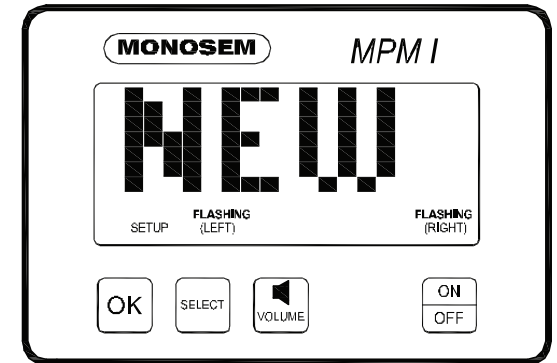 MONOSEM MPM I
NEW
SETUP FLASHING (LEFT) FLASHING (RIGHT)
OK SELECT VOLUME ON OFF